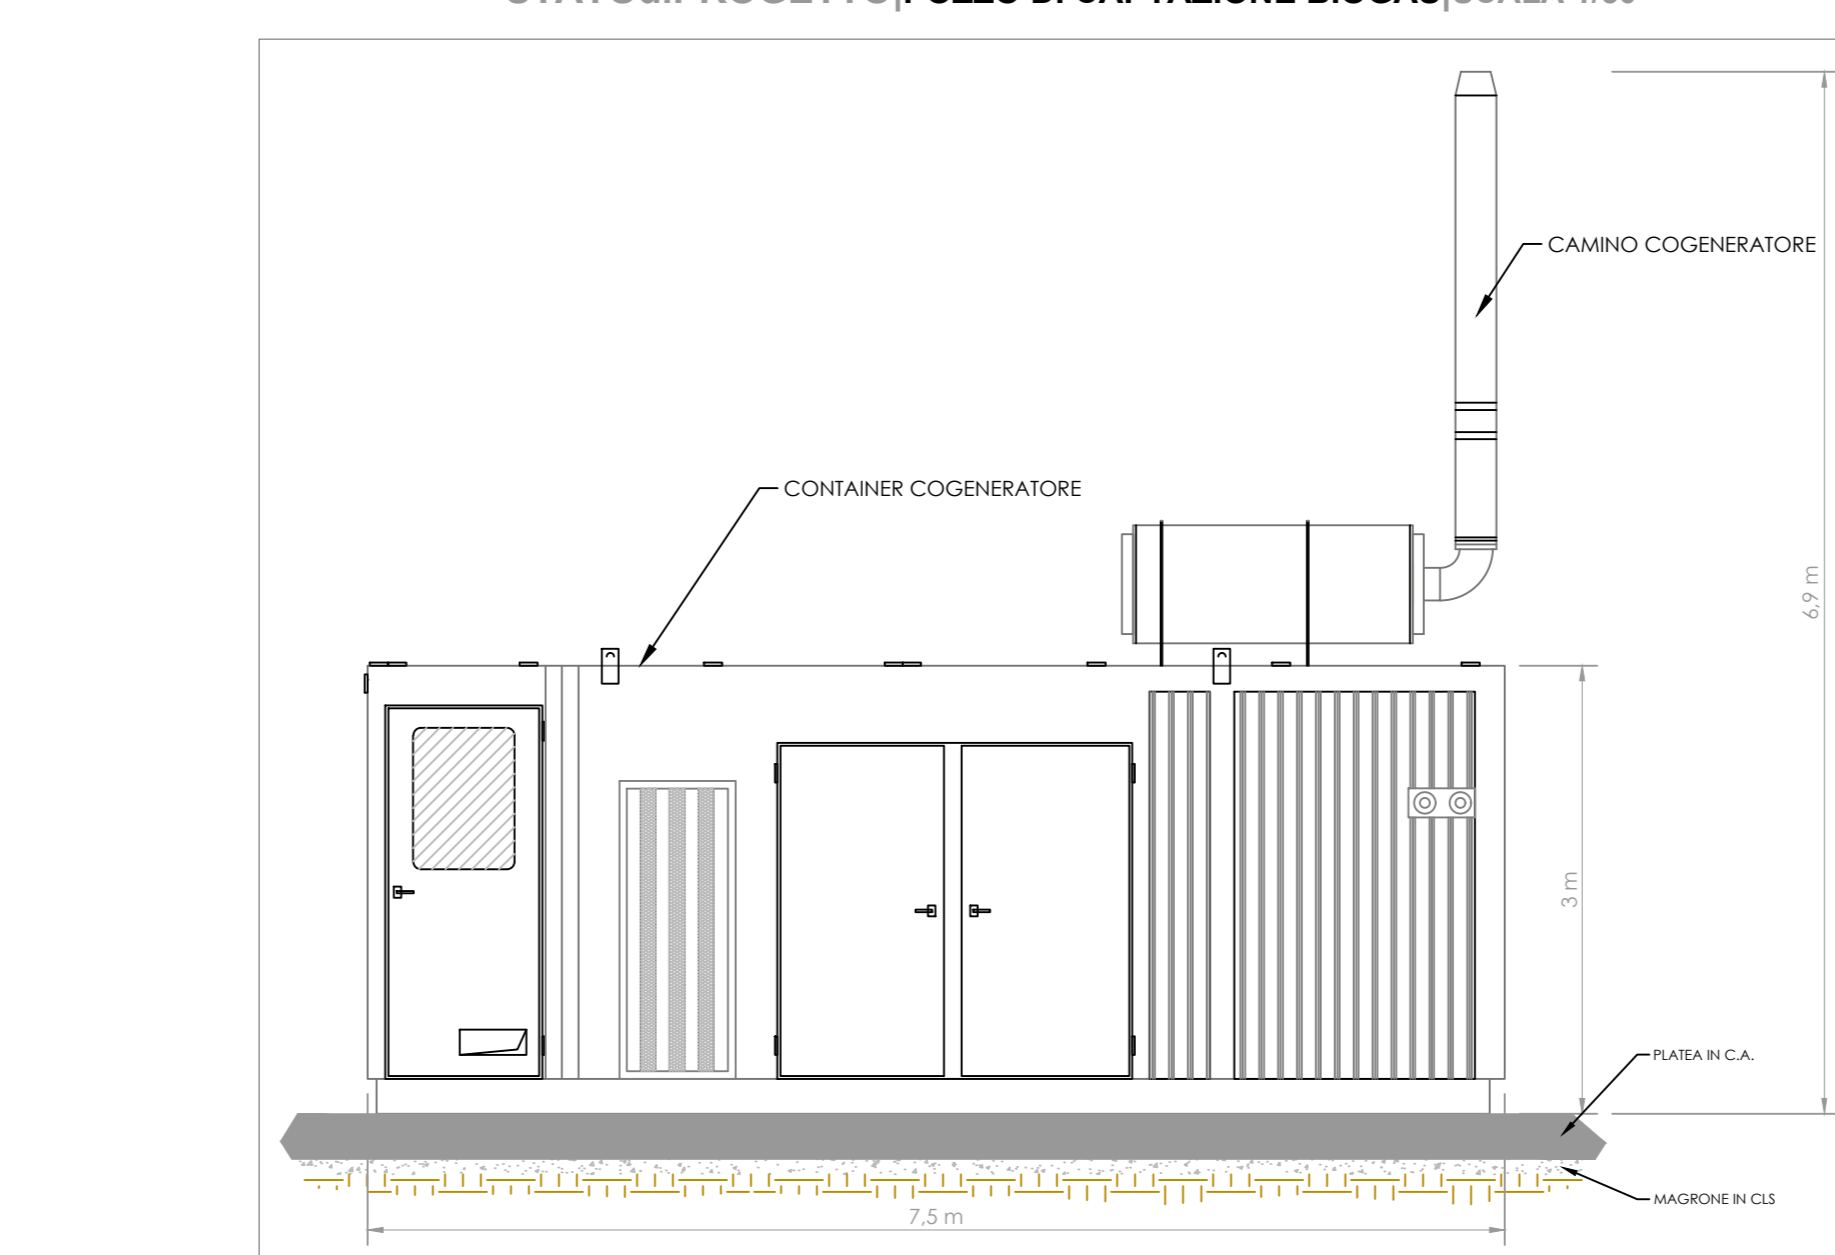 CAMINO COGENERATORE
CONTAINER COGENERATORE
6,9 m
3 m
PLATEA IN C.A.
MAGRONE IN CLS
7,5 m